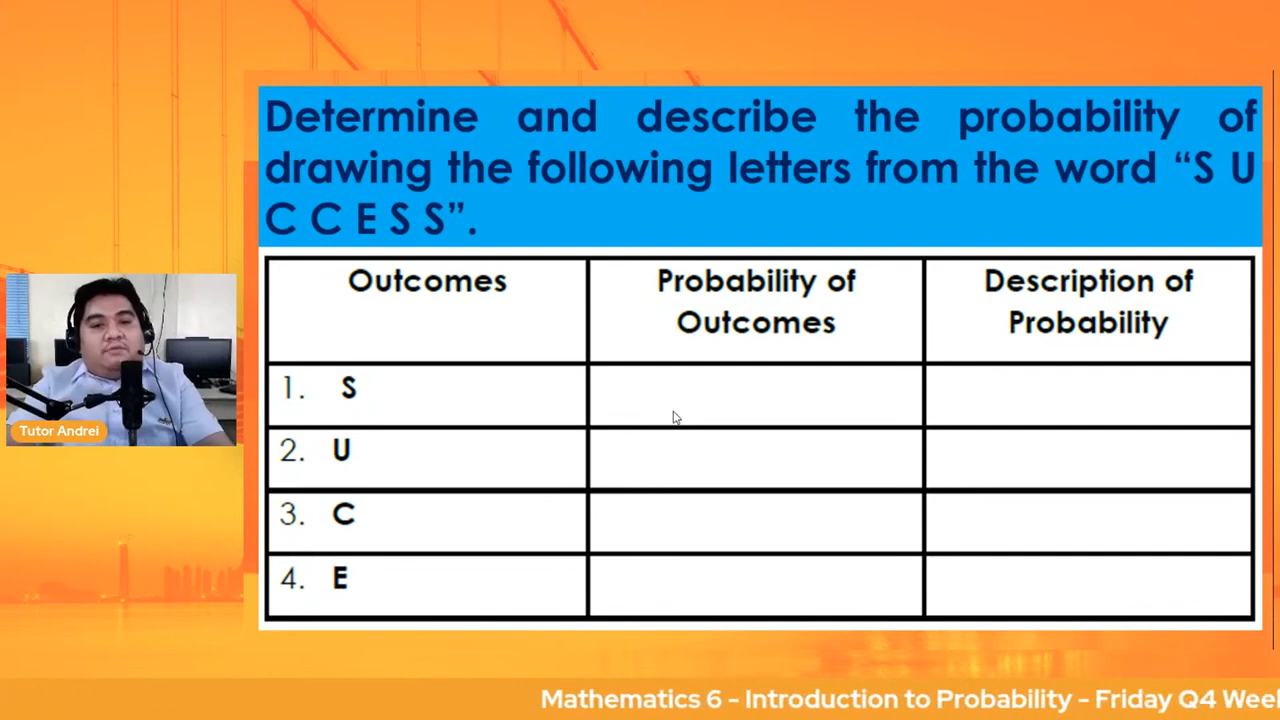 Determine and describe the probability of
drawing the following letters from the word “S U
C C E S S”.
Outcomes
Probability of
Outcomes
Description of
Probability
1. S
2. U
3. C
4. E
Tutor Andrei
Mathematics 6 - Introduction to Probability - Friday Q4 Week